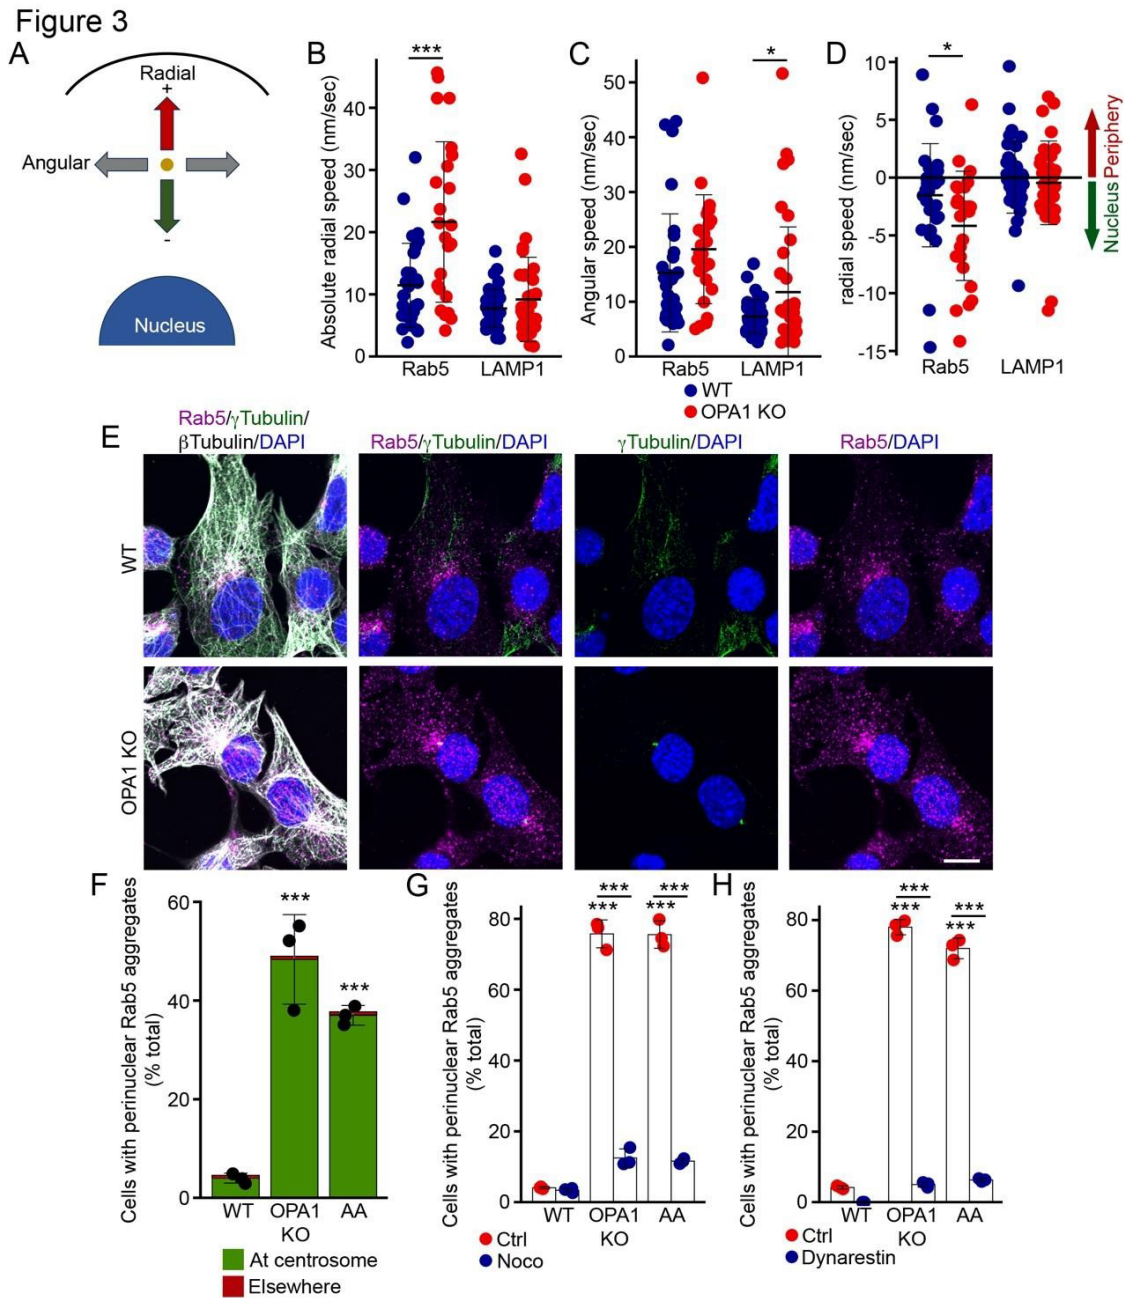 Figure 3
A
Radial
+
Angular
-
Nucleus
B
***
Absolute radial speed (nm/sec)
40
30
20
10
0
Rab5 LAMP1
C
*
Angular speed (nm/sec)
50
40
30
20
10
0
Rab5 LAMP1
WT
OPA1 KO
D
*
radial speed (nm/sec)
10
5
0
-5
-10
-15
Rab5 LAMP1
Nucleus Periphery
E
Rab5/γTubulin/
βTubulin/DAPI
Rab5/γTubulin/DAPI
γTubulin/DAPI
Rab5/DAPI
WT
OPA1 KO
F
Cells with perinuclear Rab5 aggregates
(% total)
60
40
20
0
***
***
WT OPA1 AA
KO
At centrosome
Elsewhere
G
Cells with perinuclear Rab5 aggregates
(% total)
80
60
40
20
0
*** ***
*** ***
WT OPA1 AA
KO
Ctrl
Noco
H
Cells with perinuclear Rab5 aggregates
(% total)
80
60
40
20
0
***
***
***
***
WT OPA1 AA
KO
Ctrl
Dynarestin